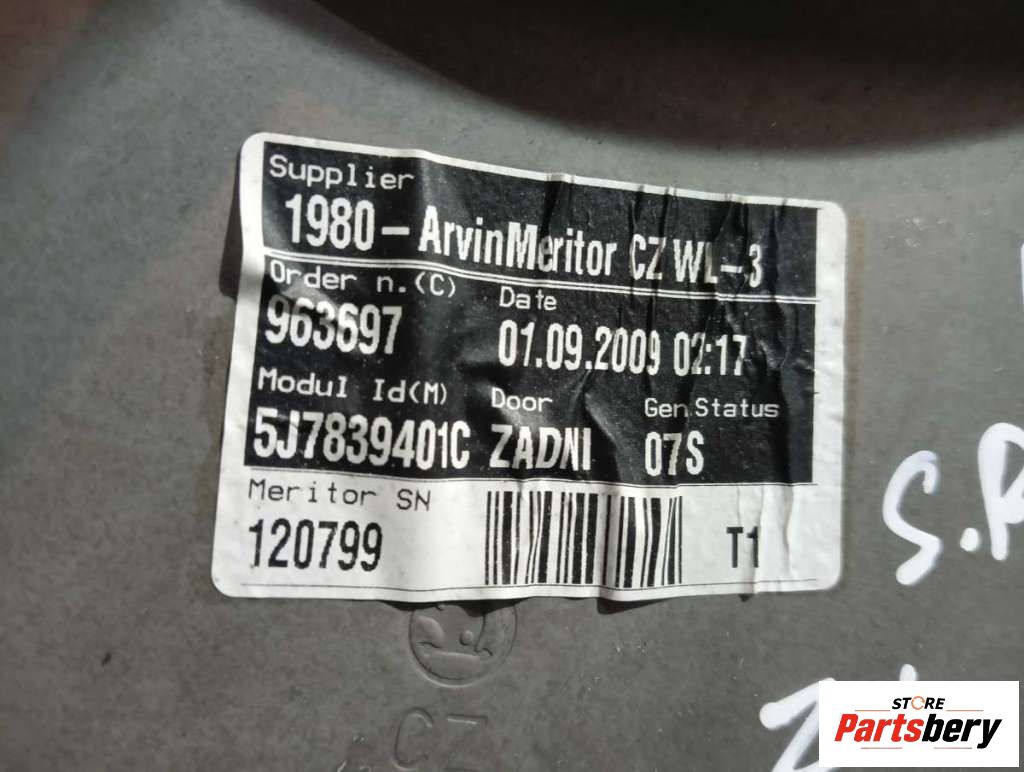 Supplier
1980-ArvinMeritor CZ WL-3
Order n.(C) Date
963697 01.09.2009 02:17
Modul Id(M) Door Gen.Status
5J7839401C ZADNI 07S
Meritor SN
120799 T1
CZ
STORE
Partsbery